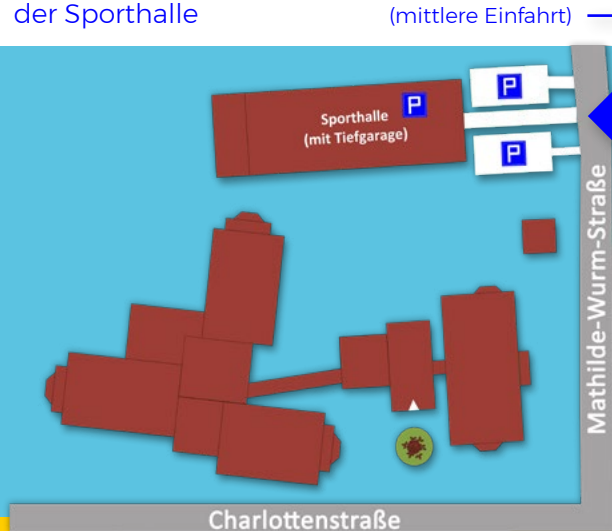 der Sporthalle
(mittlere Einfahrt)
P
P
Sporthalle
(mit Tiefgarage)
P
Mathilde-Wurm-Straße
Charlottenstraße